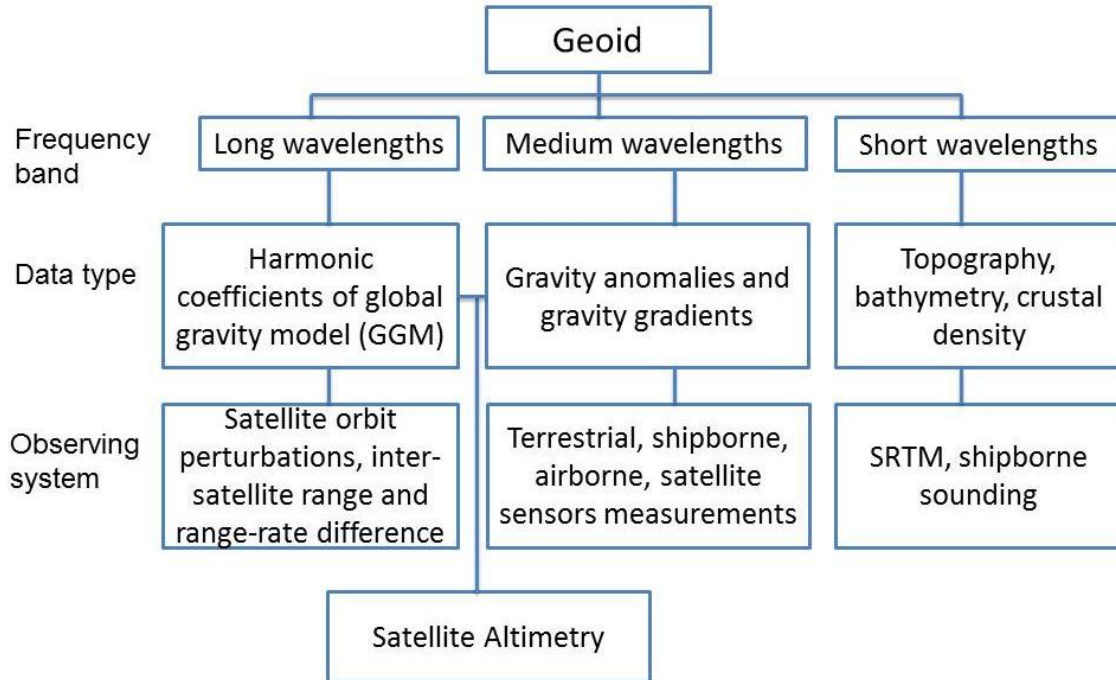 Geoid
Frequency
band
Long wavelengths
Medium wavelengths
Short wavelengths
Data type
Harmonic
coefficients of global
gravity model (GGM)
Gravity anomalies and
gravity gradients
Topography,
bathymetry, crustal
density
Observing
system
Satellite orbit
perturbations, inter-
satellite range and
range-rate difference
Terrestrial, shipborne,
airborne, satellite
sensors measurements
SRTM, shipborne
sounding
Satellite Altimetry